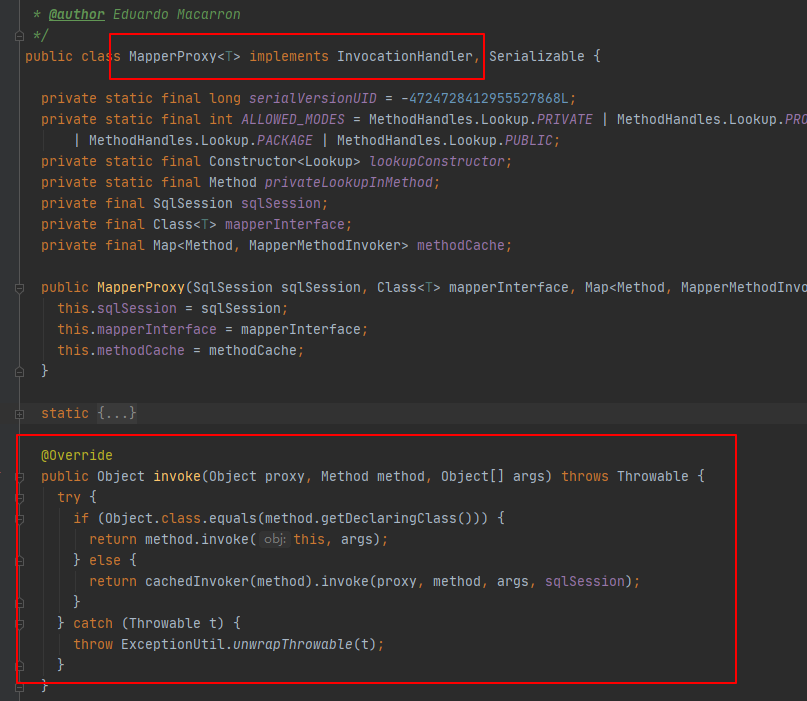 * @author Eduardo Macarron
*/
public class MapperProxy<T> implements InvocationHandler, Serializable {
private static final long serialVersionUID = -4724728412955527868L;
private static final int ALLOWED_MODES = MethodHandles.Lookup.PRIVATE | MethodHandles.Lookup.PRO
| MethodHandles.Lookup.PACKAGE | MethodHandles.Lookup.PUBLIC;
private static final Constructor<Lookup> lookupConstructor;
private static final Method privateLookupInMethod;
private final SqlSession sqlSession;
private final Class<T> mapperInterface;
private final Map<Method, MapperMethodInvoker> methodCache;
public MapperProxy(SqlSession sqlSession, Class<T> mapperInterface, Map<Method, MapperMethodInvo
this.sqlSession = sqlSession;
this.mapperInterface = mapperInterface;
this.methodCache = methodCache;
}
static {...}
@Override
public Object invoke(Object proxy, Method method, Object[] args) throws Throwable {
try {
if (Object.class.equals(method.getDeclaringClass())) {
return method.invoke( obj: this, args);
} else {
return cachedInvoker(method).invoke(proxy, method, args, sqlSession);
}
} catch (Throwable t) {
throw ExceptionUtil.unwrapThrowable(t);
}
}